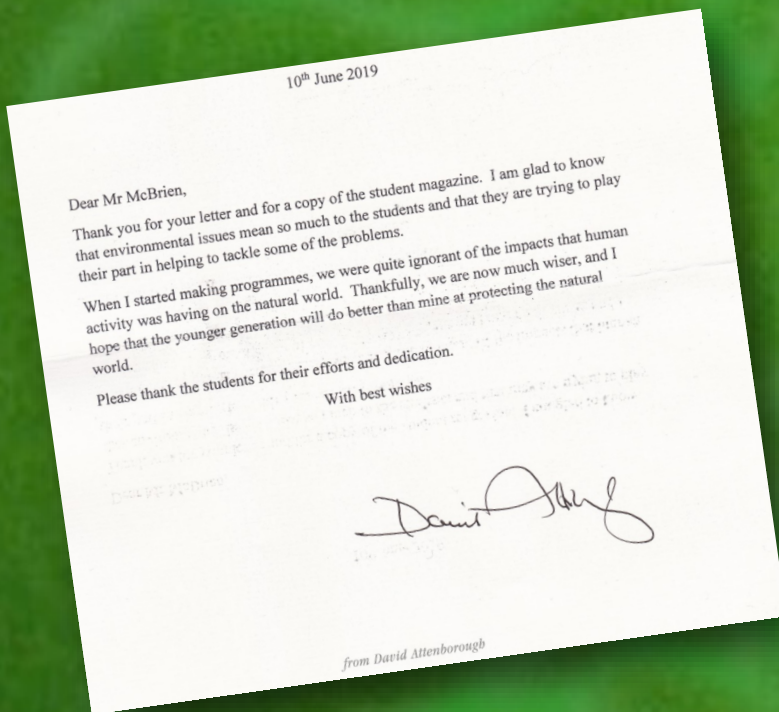 10th June 2019
Dear Mr McBrien,
Thank you for your letter and for a copy of the student magazine.  I am glad to know
that environmental issues mean so much to the students and that they are trying to play
their part in helping to tackle some of the problems.
When I started making programmes, we were quite ignorant of the impacts that human
activity was having on the natural world.  Thankfully, we are now much wiser, and I
hope that the younger generation will do better than mine at protecting the natural
world.
Please thank the students for their efforts and dedication.
With best wishes
David Attenborough
from David Attenborough